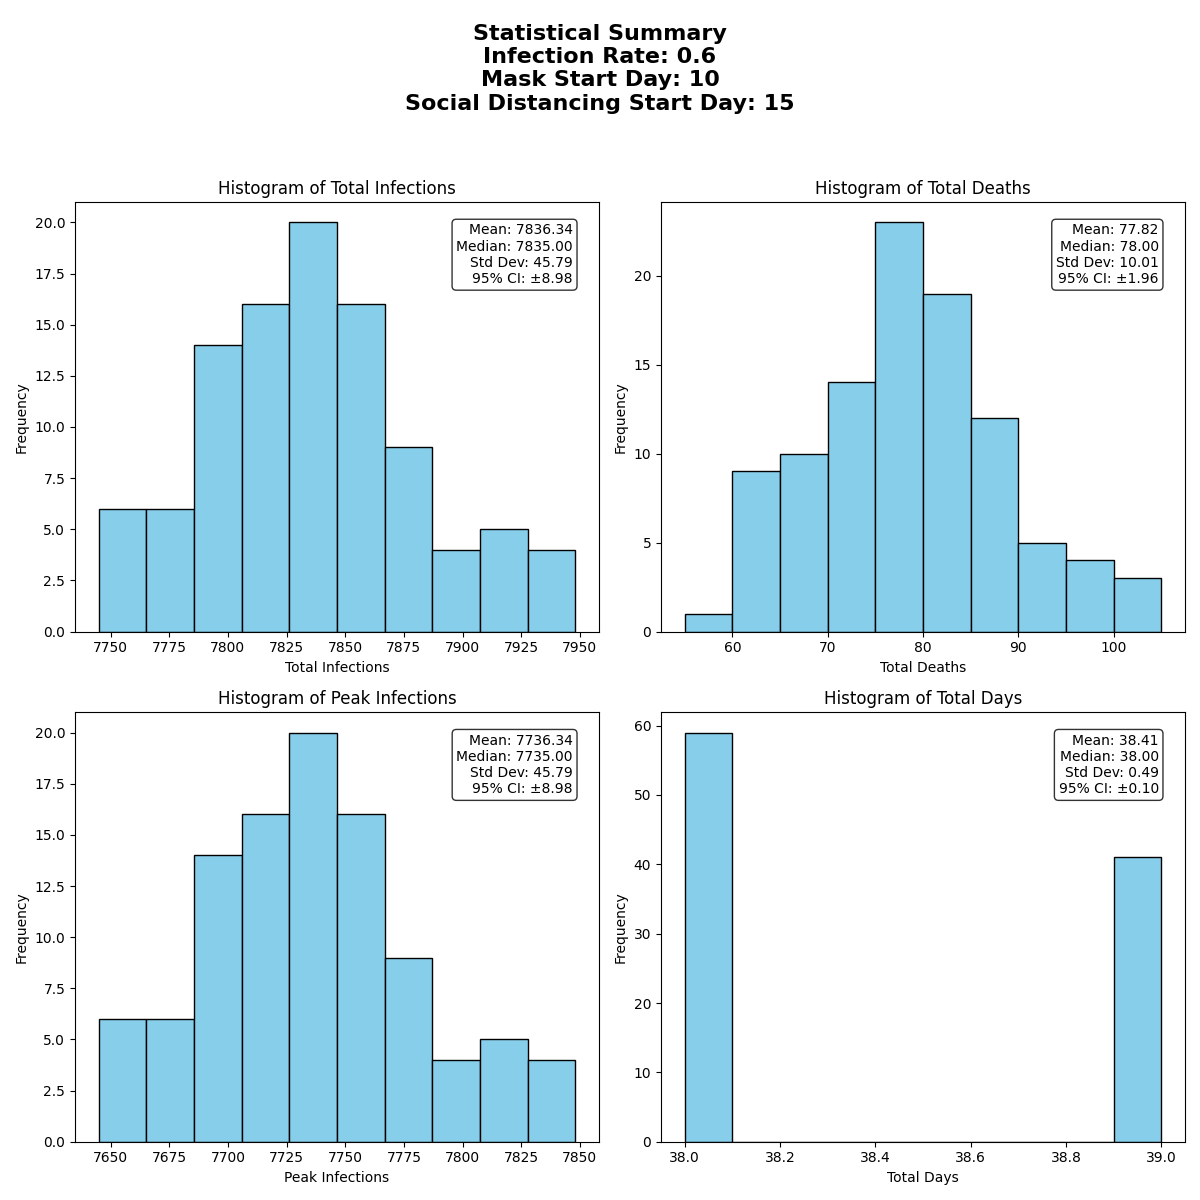 Statistical Summary
Infection Rate: 0.6
Mask Start Day: 10
Social Distancing Start Day: 15
Histogram of Total Infections
Mean: 7836.34
Median: 7835.00
Std Dev: 45.79
95% CI: ±8.98
Frequency
20.0
17.5
15.0
12.5
10.0
7.5
5.0
2.5
0.0
7750 7775 7800 7825 7850 7875 7900 7925 7950
Total Infections
Histogram of Total Deaths
Mean: 77.82
Median: 78.00
Std Dev: 10.01
95% CI: ±1.96
Frequency
20
15
10
5
0
60 70 80 90 100
Total Deaths
Histogram of Peak Infections
Mean: 7736.34
Median: 7735.00
Std Dev: 45.79
95% CI: ±8.98
Frequency
20.0
17.5
15.0
12.5
10.0
7.5
5.0
2.5
0.0
7650 7675 7700 7725 7750 7775 7800 7825 7850
Peak Infections
Histogram of Total Days
Mean: 38.41
Median: 38.00
Std Dev: 0.49
95% CI: ±0.10
Frequency
60
50
40
30
20
10
0
38.0 38.2 38.4 38.6 38.8 39.0
Total Days